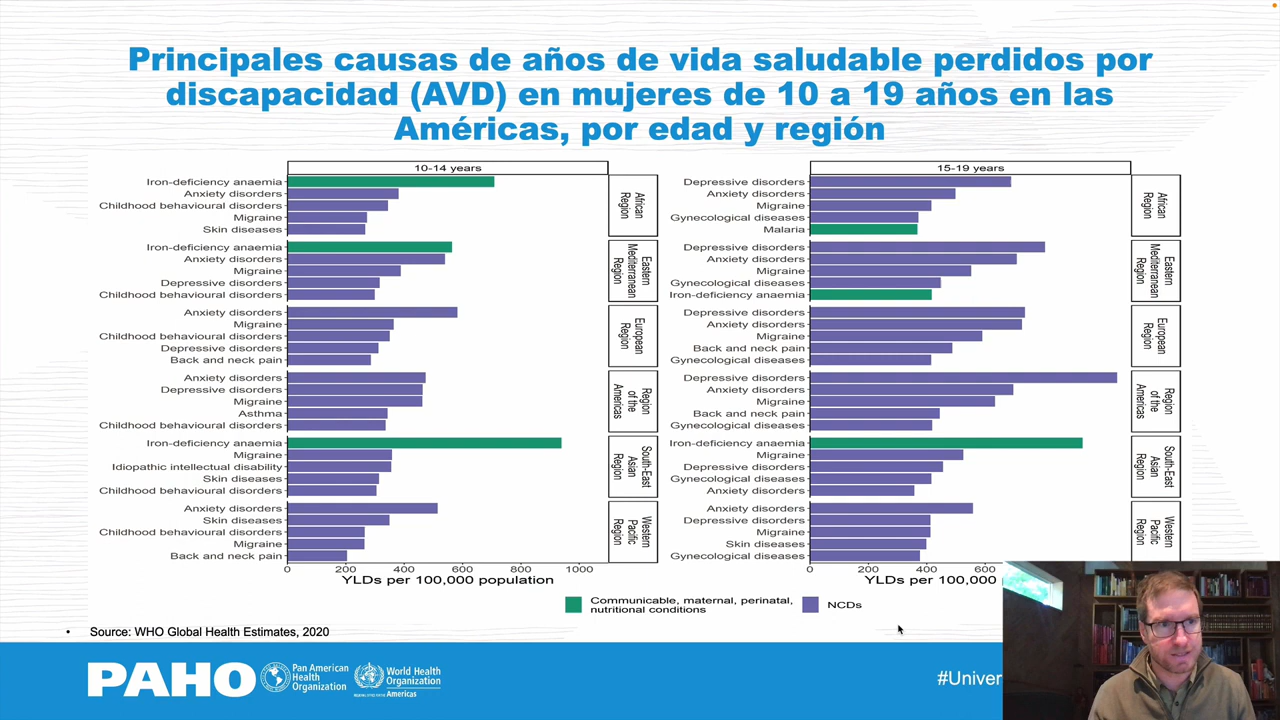 Principales causas de años de vida saludable perdidos por
discapacidad (AVD) en mujeres de 10 a 19 años en las
Américas, por edad y región
10-14 years
Iron-deficiency anaemia
Anxiety disorders
Childhood behavioural disorders
Migraine
Skin diseases
African
Region
Iron-deficiency anaemia
Anxiety disorders
Migraine
Depressive disorders
Childhood behavioural disorders
Eastern
Mediterranean
Region
Anxiety disorders
Migraine
Childhood behavioural disorders
Depressive disorders
Back and neck pain
European
Region
Anxiety disorders
Depressive disorders
Migraine
Asthma
Childhood behavioural disorders
Region
of the
Americas
Iron-deficiency anaemia
Migraine
Idiopathic intellectual disability
Skin diseases
Childhood behavioural disorders
South-East
Asian
Region
Anxiety disorders
Skin diseases
Childhood behavioural disorders
Migraine
Back and neck pain
Western
Pacific
Region
0 200 400 600 800 1000
YLDs per 100,000 population
15-19 years
Depressive disorders
Anxiety disorders
Migraine
Gynecological diseases
Malaria
African
Region
Depressive disorders
Anxiety disorders
Migraine
Gynecological diseases
Iron-deficiency anaemia
Eastern
Mediterranean
Region
Depressive disorders
Anxiety disorders
Migraine
Back and neck pain
Gynecological diseases
European
Region
Depressive disorders
Anxiety disorders
Migraine
Back and neck pain
Gynecological diseases
Region
of the
Americas
Iron-deficiency anaemia
Migraine
Depressive disorders
Gynecological diseases
Anxiety disorders
South-East
Asian
Region
Anxiety disorders
Depressive disorders
Migraine
Skin diseases
Gynecological diseases
Western
Pacific
Region
0 200 400 600
YLDs per 100,000
Communicable, maternal, perinatal,
nutritional conditions
NCDs
• Source: WHO Global Health Estimates, 2020
PAHO
Pan American
Health
Organization
World Health
Organization
Americas
#Univer